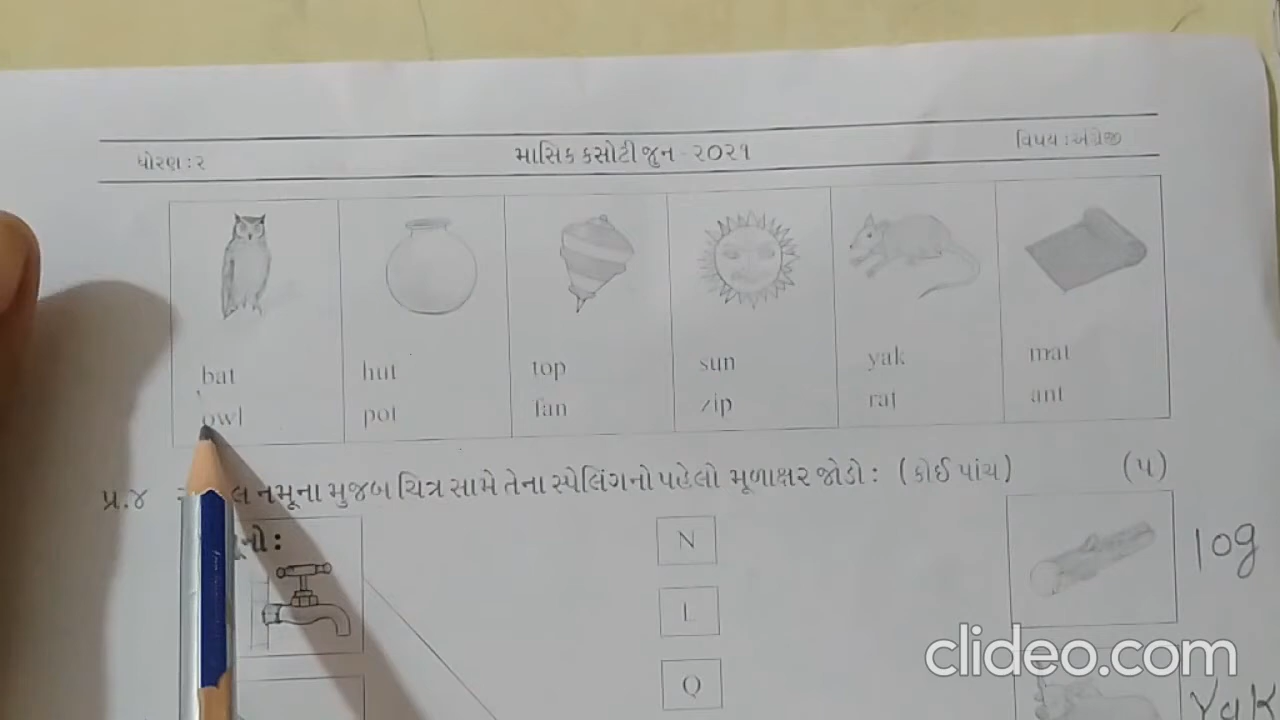 ધોરણ : ૨
માસિક કસોટી જુન - ૨૦૨૧
વિષય : અંગ્રેજી
bat hut top sun yak mat
owl pot fan zip rat ant
પ્ર.૪ નમૂના મુજબ ચિત્ર સામે તેના સ્પેલિંગનો પહેલો મૂળાક્ષર જોડો : (કોઈ પાંચ) (૫)
N
log
L
Q
Yak
clideo.com